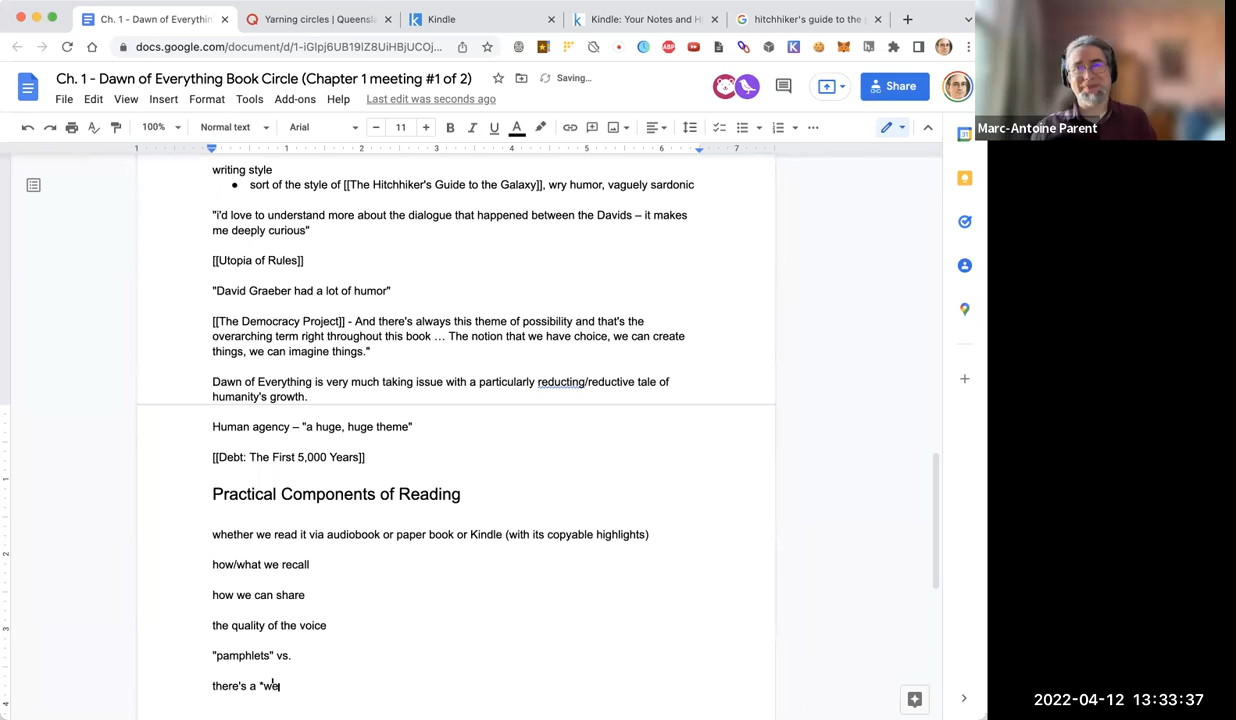 Ch. 1 - Dawn of Everythin
Yarning circles | Queensla
Kindle
Kindle: Your Notes and H
hitchhiker's guide to the
docs.google.com/document/d/1-iGlpj6UB19IZ8UiHBjUCOj...
Ch. 1 - Dawn of Everything Book Circle (Chapter 1 meeting #1 of 2)
Saving...
File Edit View Insert Format Tools Add-ons Help Last edit was seconds ago
Share
100% Normal text Arial 11
Marc-Antoine Parent
writing style
● sort of the style of [[The Hitchhiker's Guide to the Galaxy]], wry humor, vaguely sardonic
"i'd love to understand more about the dialogue that happened between the Davids – it makes
me deeply curious"
[[Utopia of Rules]]
"David Graeber had a lot of humor"
[[The Democracy Project]] - And there's always this theme of possibility and that's the
overarching term right throughout this book … The notion that we have choice, we can create
things, we can imagine things."
Dawn of Everything is very much taking issue with a particularly reducting/reductive tale of
humanity's growth.
Human agency – "a huge, huge theme"
[[Debt: The First 5,000 Years]]
Practical Components of Reading
whether we read it via audiobook or paper book or Kindle (with its copyable highlights)
how/what we recall
how we can share
the quality of the voice
"pamphlets" vs.
there's a *we
2022-04-12 13:33:37